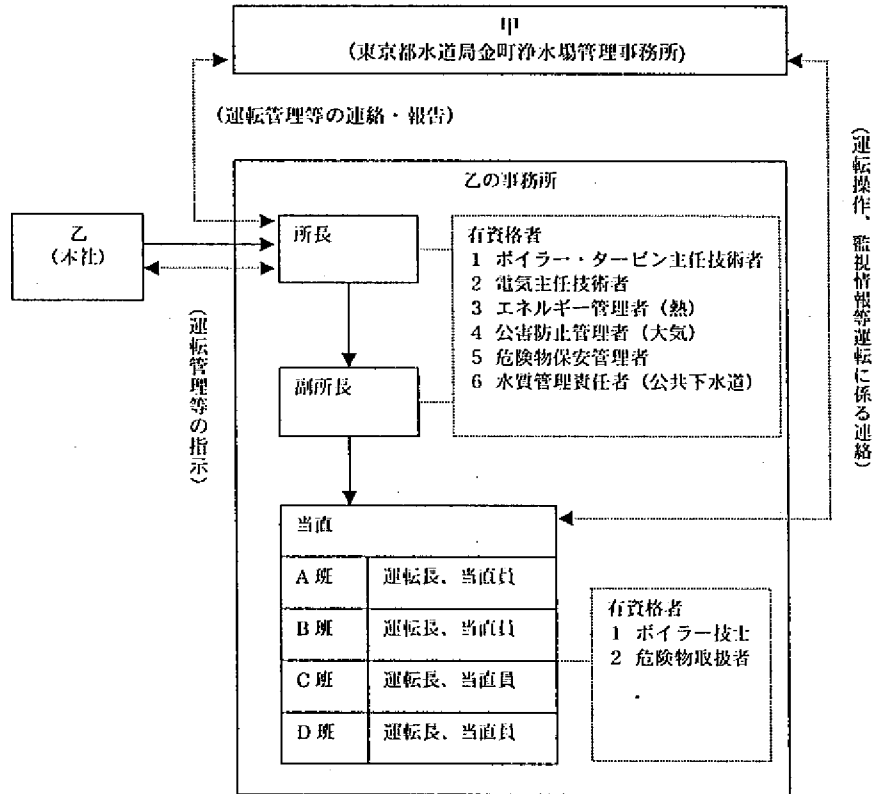 甲
(東京都水道局金町浄水場管理事務所)
(運転管理等の連絡・報告)
(運転操作、監視情報等運転に係る連絡)
乙の事務所
乙
(本社)
(運転管理等の指示)
所長
有資格者
1 ボイラー・タービン主任技術者
2 電気主任技術者
3 エネルギー管理者(熱)
4 公害防止管理者(大気)
5 危険物保安管理者
6 水質管理責任者(公共下水道)
副所長
当直
A班 運転長、当直員
B班 運転長、当直員
C班 運転長、当直員
D班 運転長、当直員
有資格者
1 ボイラー技士
2 危険物取扱者